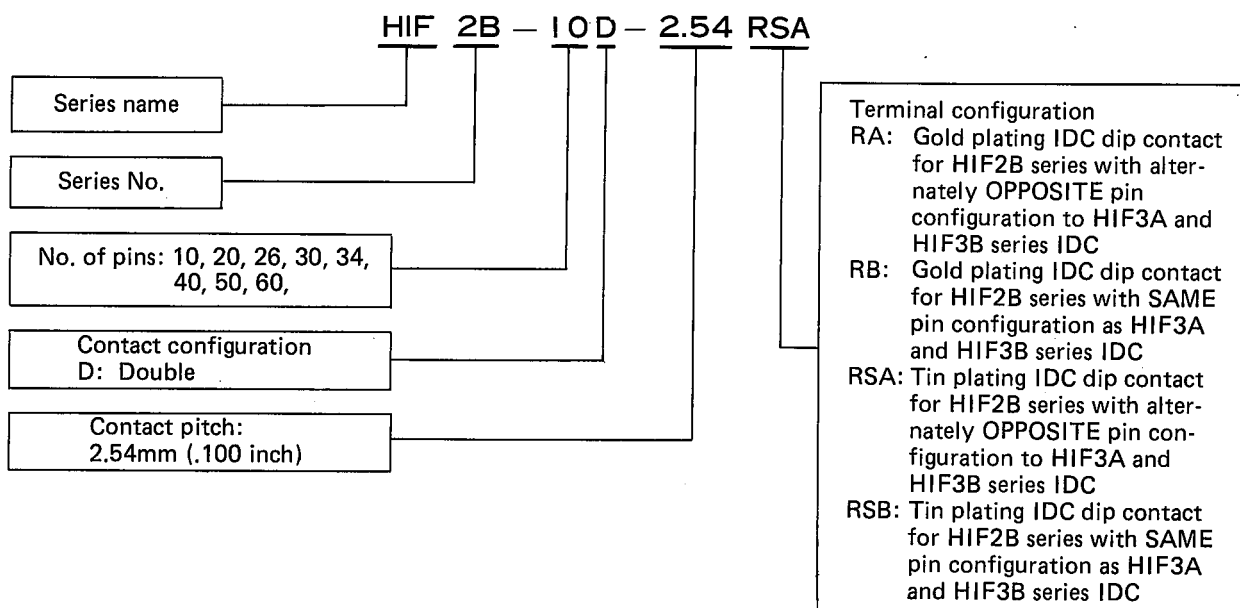 HIF 2B - 10 D - 2.54 RSA
Series name
Series No.
No. of pins: 10, 20, 26, 30, 34,
40, 50, 60,
Contact configuration
D: Double
Contact pitch:
2.54mm (.100 inch)
Terminal configuration
RA: Gold plating IDC dip contact
for HIF2B series with alter-
nately OPPOSITE pin
configuration to HIF3A and
HIF3B series IDC
RB: Gold plating IDC dip contact
for HIF2B series with SAME
pin configuration as HIF3A
and HIF3B series IDC
RSA: Tin plating IDC dip contact
for HIF2B series with alter-
nately OPPOSITE pin con-
figuration to HIF3A and
HIF3B series IDC
RSB: Tin plating IDC dip contact
for HIF2B series with SAME
pin configuration as HIF3A
and HIF3B series IDC